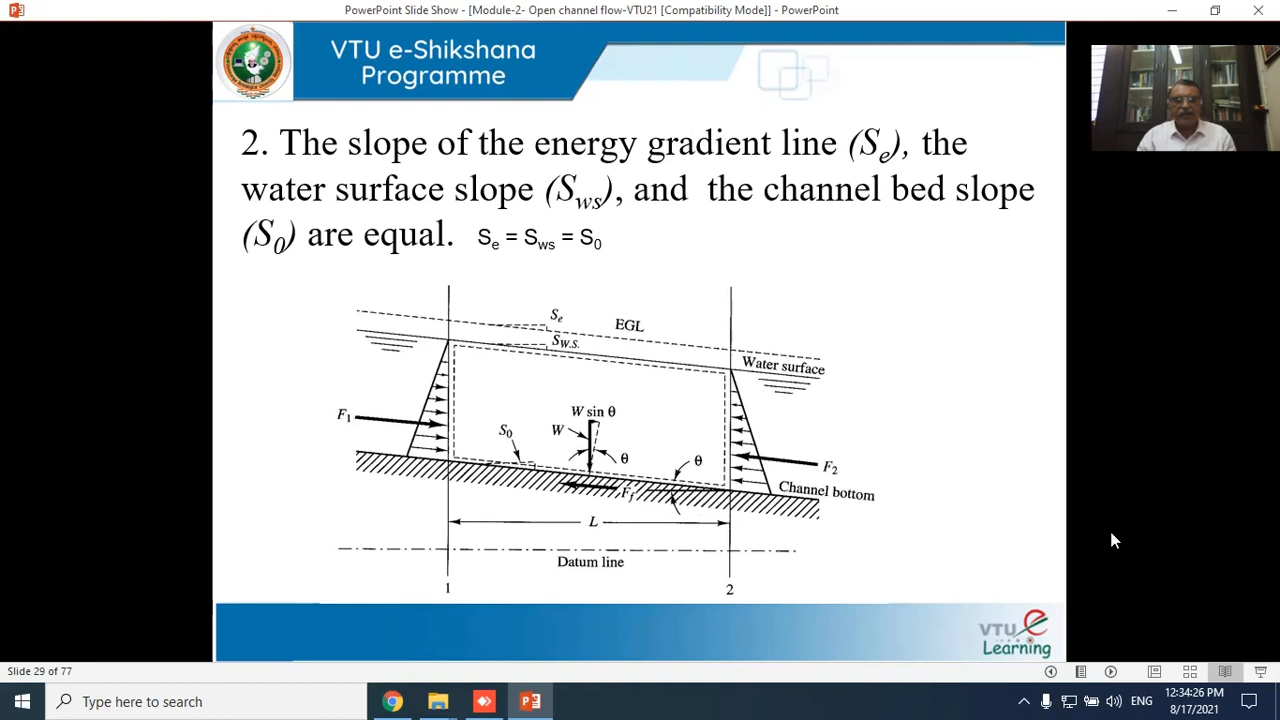 PowerPoint Slide Show - [Module-2- Open channel flow-VTU21 [Compatibility Mode]] - PowerPoint
VTU e-Shikshana
Programme
2. The slope of the energy gradient line (Se), the
water surface slope (Sws), and the channel bed slope
(S0) are equal. Se = Sws = S0
Se
EGL
SW.S.
Water surface
W sin θ
F1
W
S0
θ
θ
F2
Ff
Channel bottom
L
Datum line
1
2
VTU
Learning
Slide 29 of 77
Type here to search
ENG
12:34:26 PM
8/17/2021